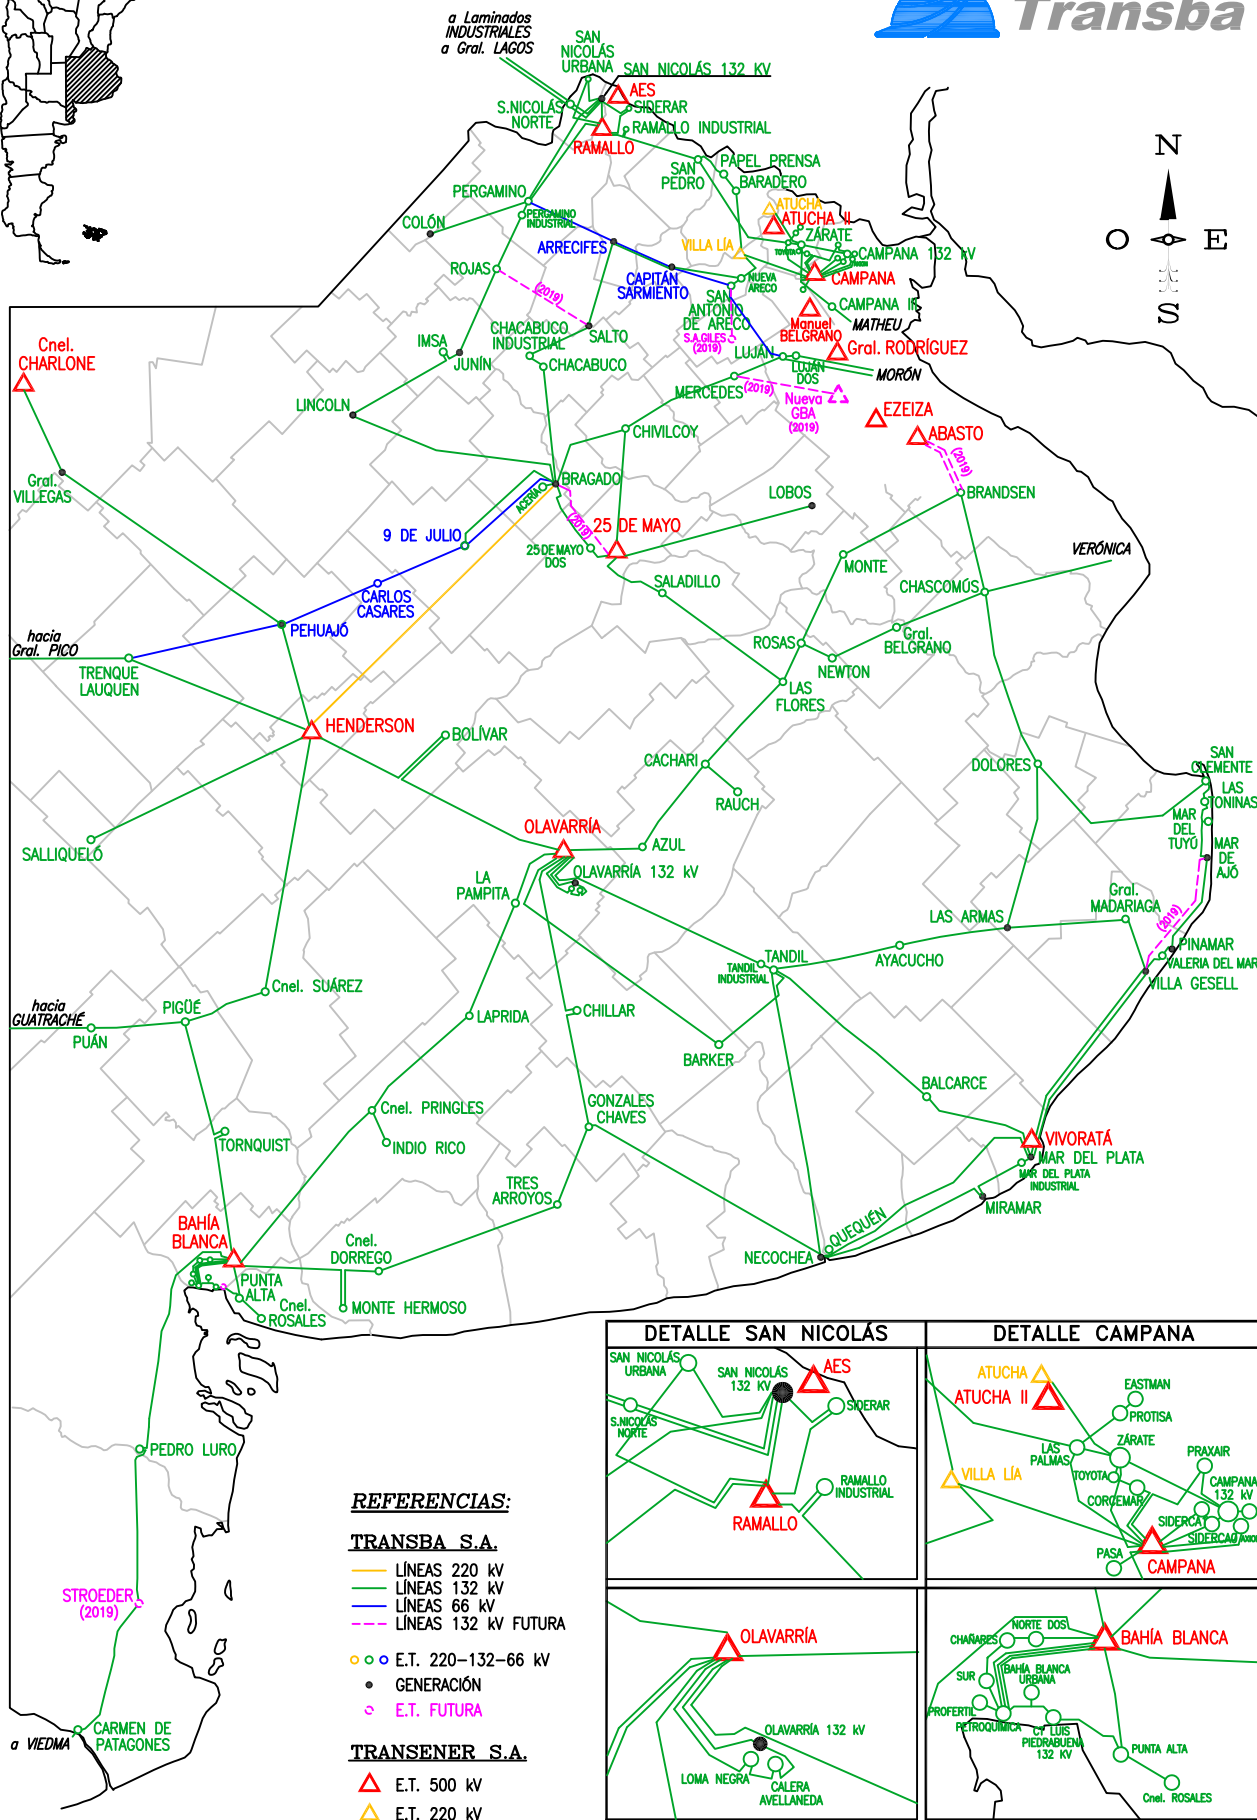 Transba
a Laminados
INDUSTRIALES
a Gral. LAGOS
SAN
NICOLÁS
URBANA
SAN NICOLÁS 132 KV
AES
S.NICOLÁS
NORTE
SIDERAR
RAMALLO INDUSTRIAL
RAMALLO
N
O
E
S
SAN
PEDRO
PAPEL PRENSA
BARADERO
PERGAMINO
PERGAMINO
INDUSTRIAL
COLÓN
ATUCHA
ATUCHA II
ZÁRATE
TOYOTA
VILLA LÍA
CAMPANA 132 kV
CAMPANA
ARRECIFES
ROJAS
(2019)
CAPITÁN
SARMIENTO
NUEVA
ARECO
SAN
ANTONIO
DE ARECO
CAMPANA III
MATHEU
Manuel
BELGRANO
S.A.GILES
(2019)
Gral. RODRÍGUEZ
IMSA
JUNÍN
CHACABUCO
INDUSTRIAL
SALTO
CHACABUCO
LUJÁN
LUJÁN
DOS
MORÓN
Cnel.
CHARLONE
LINCOLN
MERCEDES
(2019)
Nueva
GBA
(2019)
EZEIZA
ABASTO
(2019)
CHIVILCOY
BRAGADO
ACERÍA
Gral.
VILLEGAS
LOBOS
BRANDSEN
9 DE JULIO
(2019)
25 DE MAYO
25 DE MAYO
DOS
MONTE
VERÓNICA
CARLOS
CASARES
SALADILLO
CHASCOMÚS
PEHUAJÓ
hacia
Gral. PICO
TRENQUE
LAUQUEN
ROSAS
Gral.
BELGRANO
NEWTON
LAS
FLORES
HENDERSON
BOLÍVAR
CACHARI
RAUCH
DOLORES
SAN
CLEMENTE
LAS
TONINAS
MAR
DEL
TUYÚ
MAR
DE
AJÓ
SALLIQUELÓ
OLAVARRÍA
AZUL
OLAVARRÍA 132 kV
LA
PAMPITA
LAS ARMAS
Gral.
MADARIAGA
(2019)
PINAMAR
VALERIA DEL MAR
VILLA GESELL
TANDIL
TANDIL
INDUSTRIAL
AYACUCHO
Cnel. SUÁREZ
hacia
GUATRACHÉ
PUÁN
PIGÜÉ
LAPRIDA
CHILLAR
BARKER
BALCARCE
Cnel. PRINGLES
GONZALES
CHAVES
TORNQUIST
INDIO RICO
VIVORATÁ
MAR DEL PLATA
MAR DEL PLATA
INDUSTRIAL
MIRAMAR
TRES
ARROYOS
BAHÍA
BLANCA
Cnel.
DORREGO
NECOCHEA
QUEQUÉN
PUNTA
ALTA
Cnel.
ROSALES
MONTE HERMOSO
PEDRO LURO
STROEDER
(2019)
CARMEN DE
PATAGONES
a VIEDMA
REFERENCIAS:
TRANSBA S.A.
LÍNEAS 220 kV
LÍNEAS 132 kV
LÍNEAS 66 kV
LÍNEAS 132 kV FUTURA
E.T. 220-132-66 kV
GENERACIÓN
E.T. FUTURA
TRANSENER S.A.
E.T. 500 kV
E.T. 220 kV
DETALLE SAN NICOLÁS
SAN NICOLÁS
URBANA
SAN NICOLÁS
132 KV
AES
S.NICOLÁS
NORTE
SIDERAR
RAMALLO
INDUSTRIAL
RAMALLO
DETALLE CAMPANA
ATUCHA
ATUCHA II
EASTMAN
PROTISA
LAS
PALMAS
ZÁRATE
PRAXAIR
VILLA LÍA
TOYOTA
CAMPANA
132 kV
CORCEMAR
SIDERCA
PASA
CAMPANA
OLAVARRÍA
OLAVARRÍA 132 kV
LOMA NEGRA
CALERA
AVELLANEDA
NORTE DOS
CHAÑARES
BAHÍA BLANCA
SUR
BAHÍA BLANCA
URBANA
PROFERTIL
PETROQUÍMICA
CT LUIS
PIEDRABUENA
132 KV
PUNTA ALTA
Cnel. ROSALES